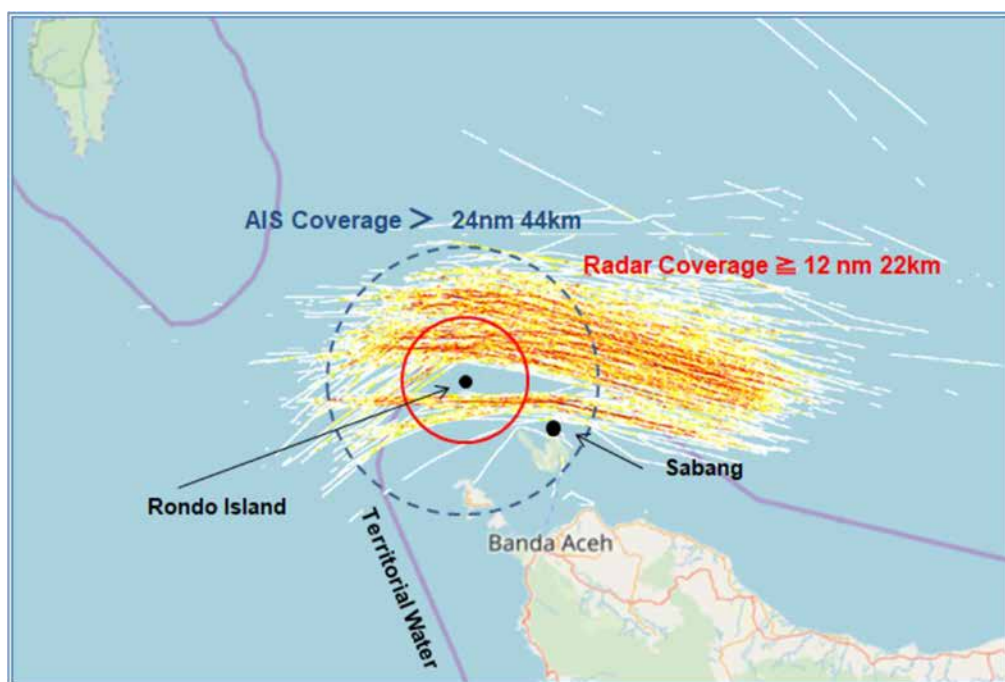 AIS Coverage ＞ 24nm 44km
Radar Coverage ≧ 12 nm 22km
Sabang
Rondo Island
Banda Aceh
Territorial Water